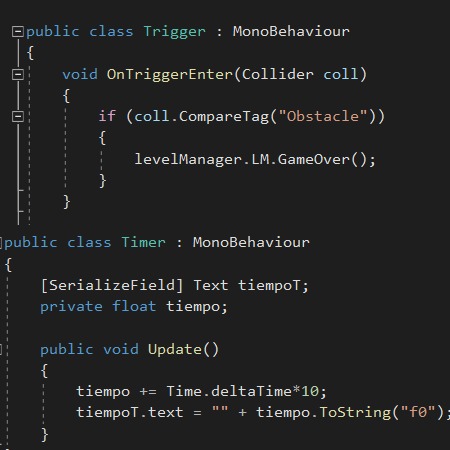 public class Trigger : MonoBehaviour
{
void OnTriggerEnter(Collider coll)
{
if (coll.CompareTag("Obstacle"))
{
levelManager.LM.GameOver();
}
}
public class Timer : MonoBehaviour
{
[SerializeField] Text tiempoT;
private float tiempo;
public void Update()
{
tiempo += Time.deltaTime*10;
tiempoT.text = "" + tiempo.ToString("f0");
}